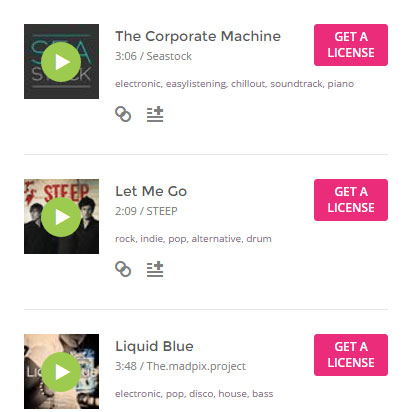 SEA
STOCK
The Corporate Machine
3:06 / Seastock
electronic, easylistening, chillout, soundtrack, piano
GET A
LICENSE
STEEP
Let Me Go
2:09 / STEEP
rock, indie, pop, alternative, drum
GET A
LICENSE
Liquid Blue
3:48 / The.madpix.project
electronic, pop, disco, house, bass
GET A
LICENSE